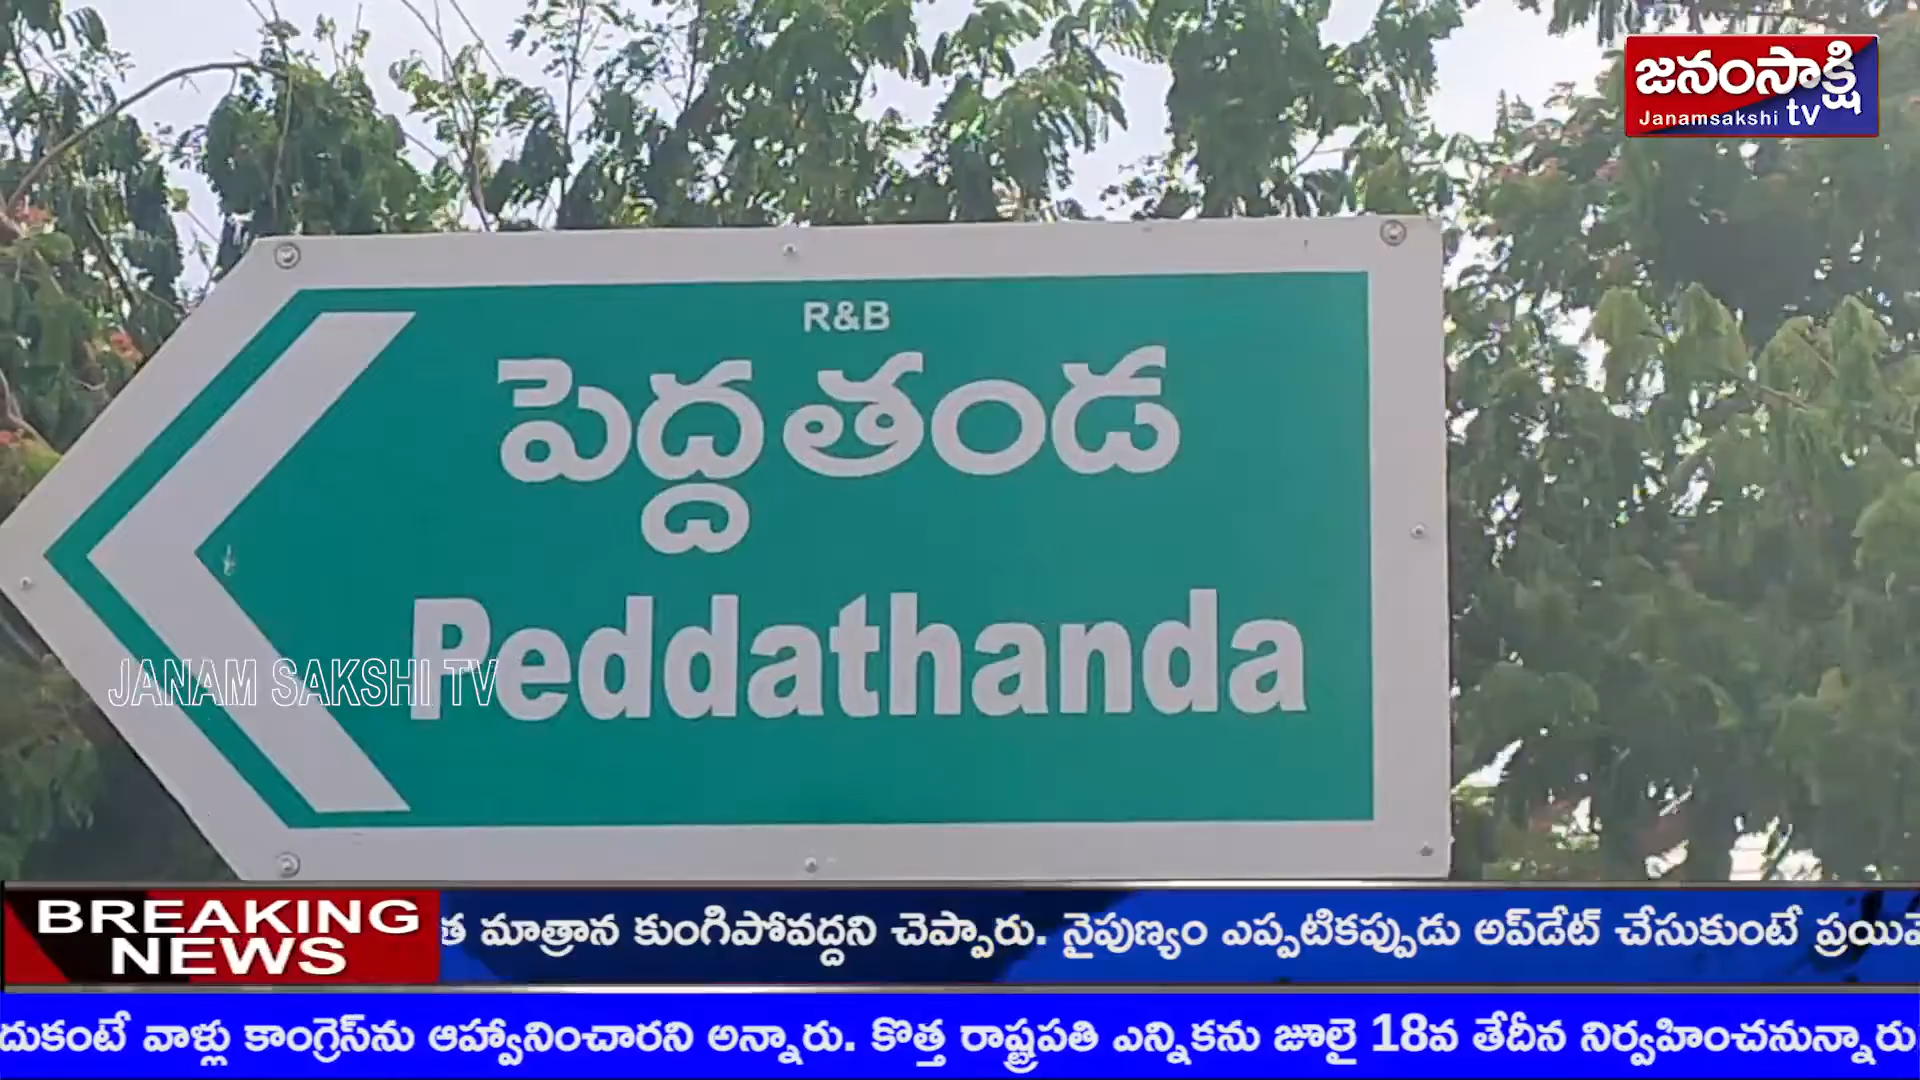 జనంసాక్షి
Janamsakshi tv
R&B
పెద్దతండ
Peddathanda
JANAM SAKSHI TV
BREAKING
NEWS
మాత్రాన కుంగిపోవద్దని చెప్పారు. నైపుణ్యం ఎప్పటికప్పుడు అప్‌డేట్ చేసుకుంటే
వాళ్లు కాంగ్రెస్‌ను ఆహ్వానించారని అన్నారు. కొత్త రాష్ట్రపతి ఎన్నికను జూలై 18వ తేదీన నిర్వహించనున్నారు